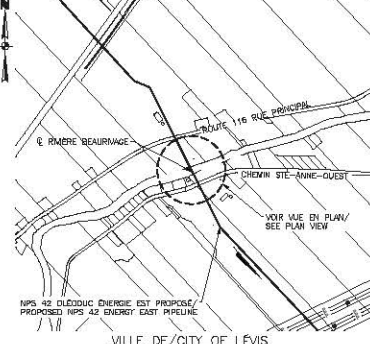 N
ROUTE 116 RUE PRINCIPAL
℄ RIVIÈRE BEAURIVAGE
CHEMIN STE-ANNE-OUEST
VOIR VUE EN PLAN/
SEE PLAN VIEW
NPS 42 OLÉODUC ÉNERGIE EST PROPOSÉ/
PROPOSED NPS 42 ENERGY EAST PIPELINE
VILLE DE/CITY OF LÉVIS